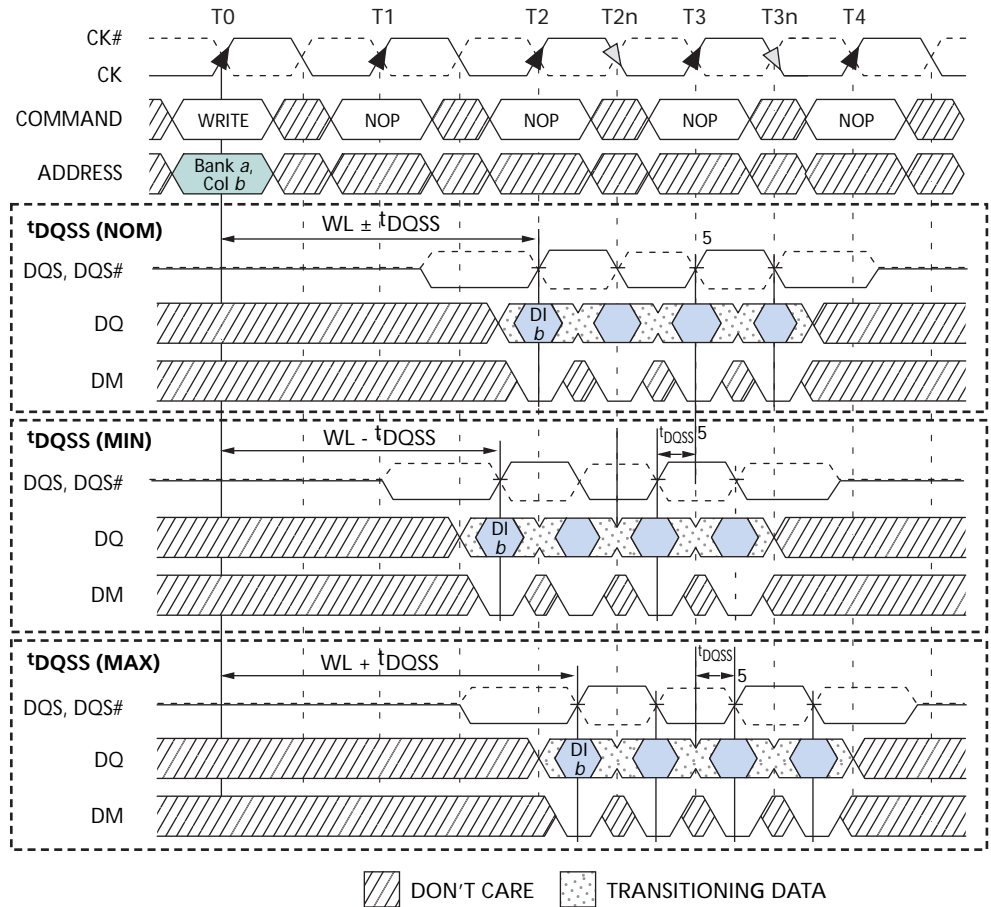 T0 T1 T2 T2n T3 T3n T4
CK#
CK
COMMAND WRITE NOP NOP NOP NOP
ADDRESS Bank a,
Col b
tDQSS (NOM) WL ± tDQSS
5
DQS, DQS#
DQ DI
b
DM
tDQSS (MIN) WL - tDQSS tDQSS 5
DQS, DQS#
DQ DI
b
DM
tDQSS (MAX) WL + tDQSS tDQSS
5
DQS, DQS#
DQ DI
b
DM
DON'T CARE TRANSITIONING DATA